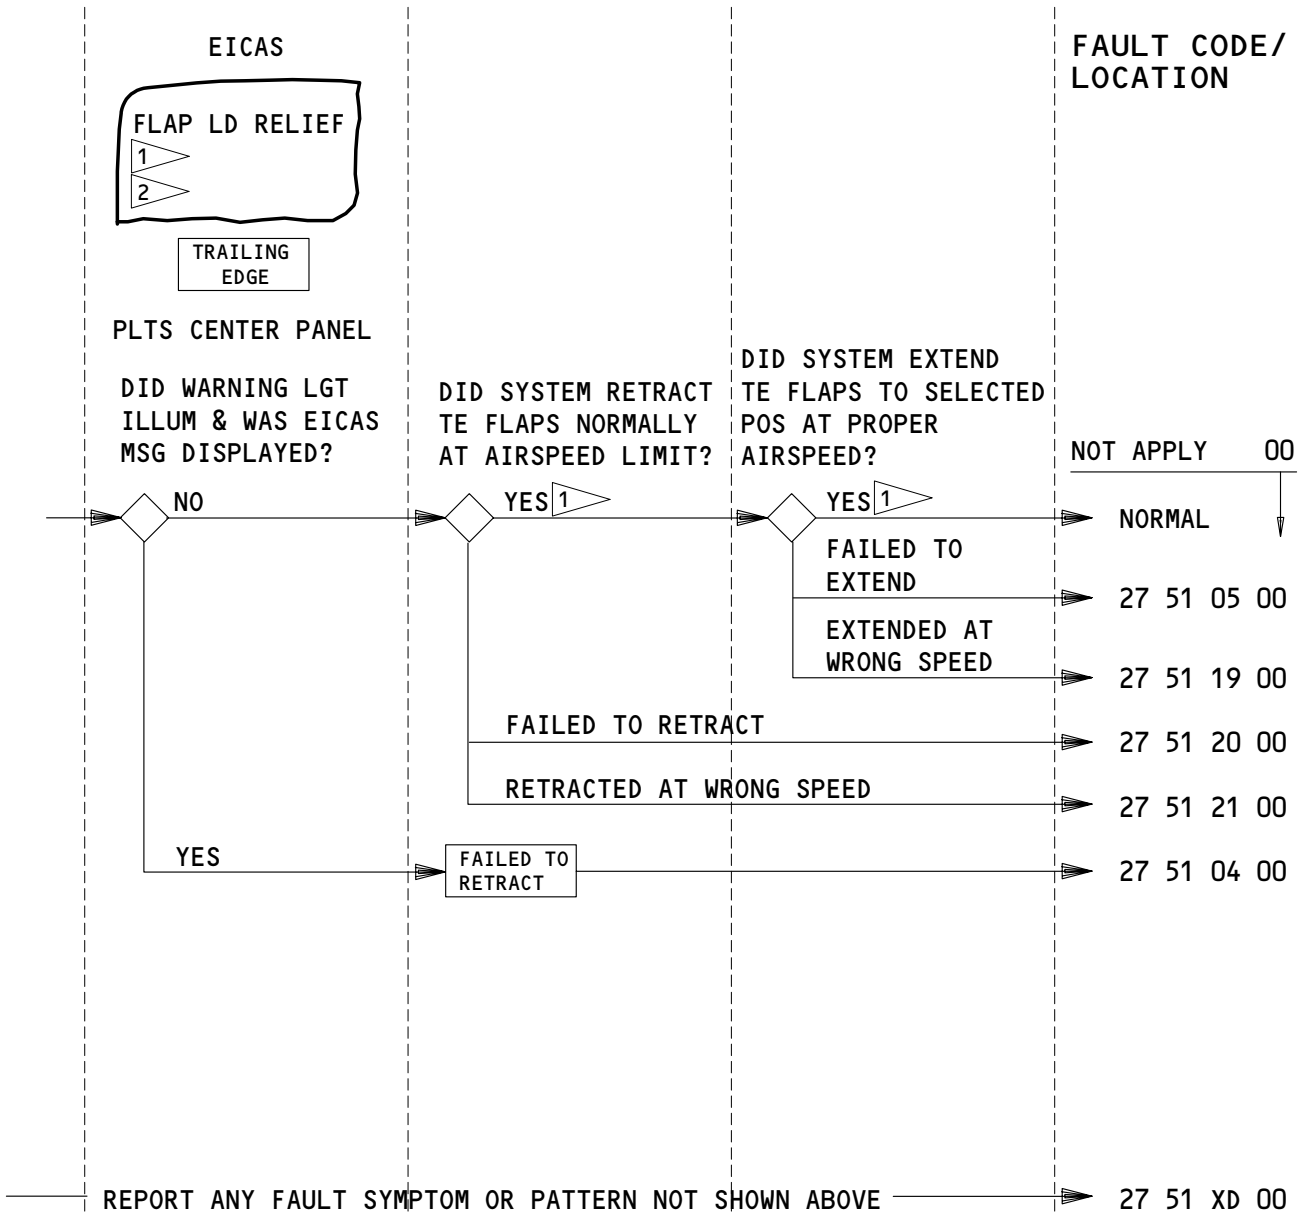 EICAS
FAULT CODE/
LOCATION
FLAP LD RELIEF
1
2
TRAILING
EDGE
PLTS CENTER PANEL
DID WARNING LGT
ILLUM & WAS EICAS
MSG DISPLAYED?
DID SYSTEM RETRACT
TE FLAPS NORMALLY
AT AIRSPEED LIMIT?
DID SYSTEM EXTEND
TE FLAPS TO SELECTED
POS AT PROPER
AIRSPEED?
NOT APPLY 00
NO
YES 1
YES 1
NORMAL
FAILED TO
EXTEND
27 51 05 00
EXTENDED AT
WRONG SPEED
27 51 19 00
FAILED TO RETRACT
27 51 20 00
RETRACTED AT WRONG SPEED
27 51 21 00
YES
FAILED TO
RETRACT
27 51 04 00
REPORT ANY FAULT SYMPTOM OR PATTERN NOT SHOWN ABOVE
27 51 XD 00